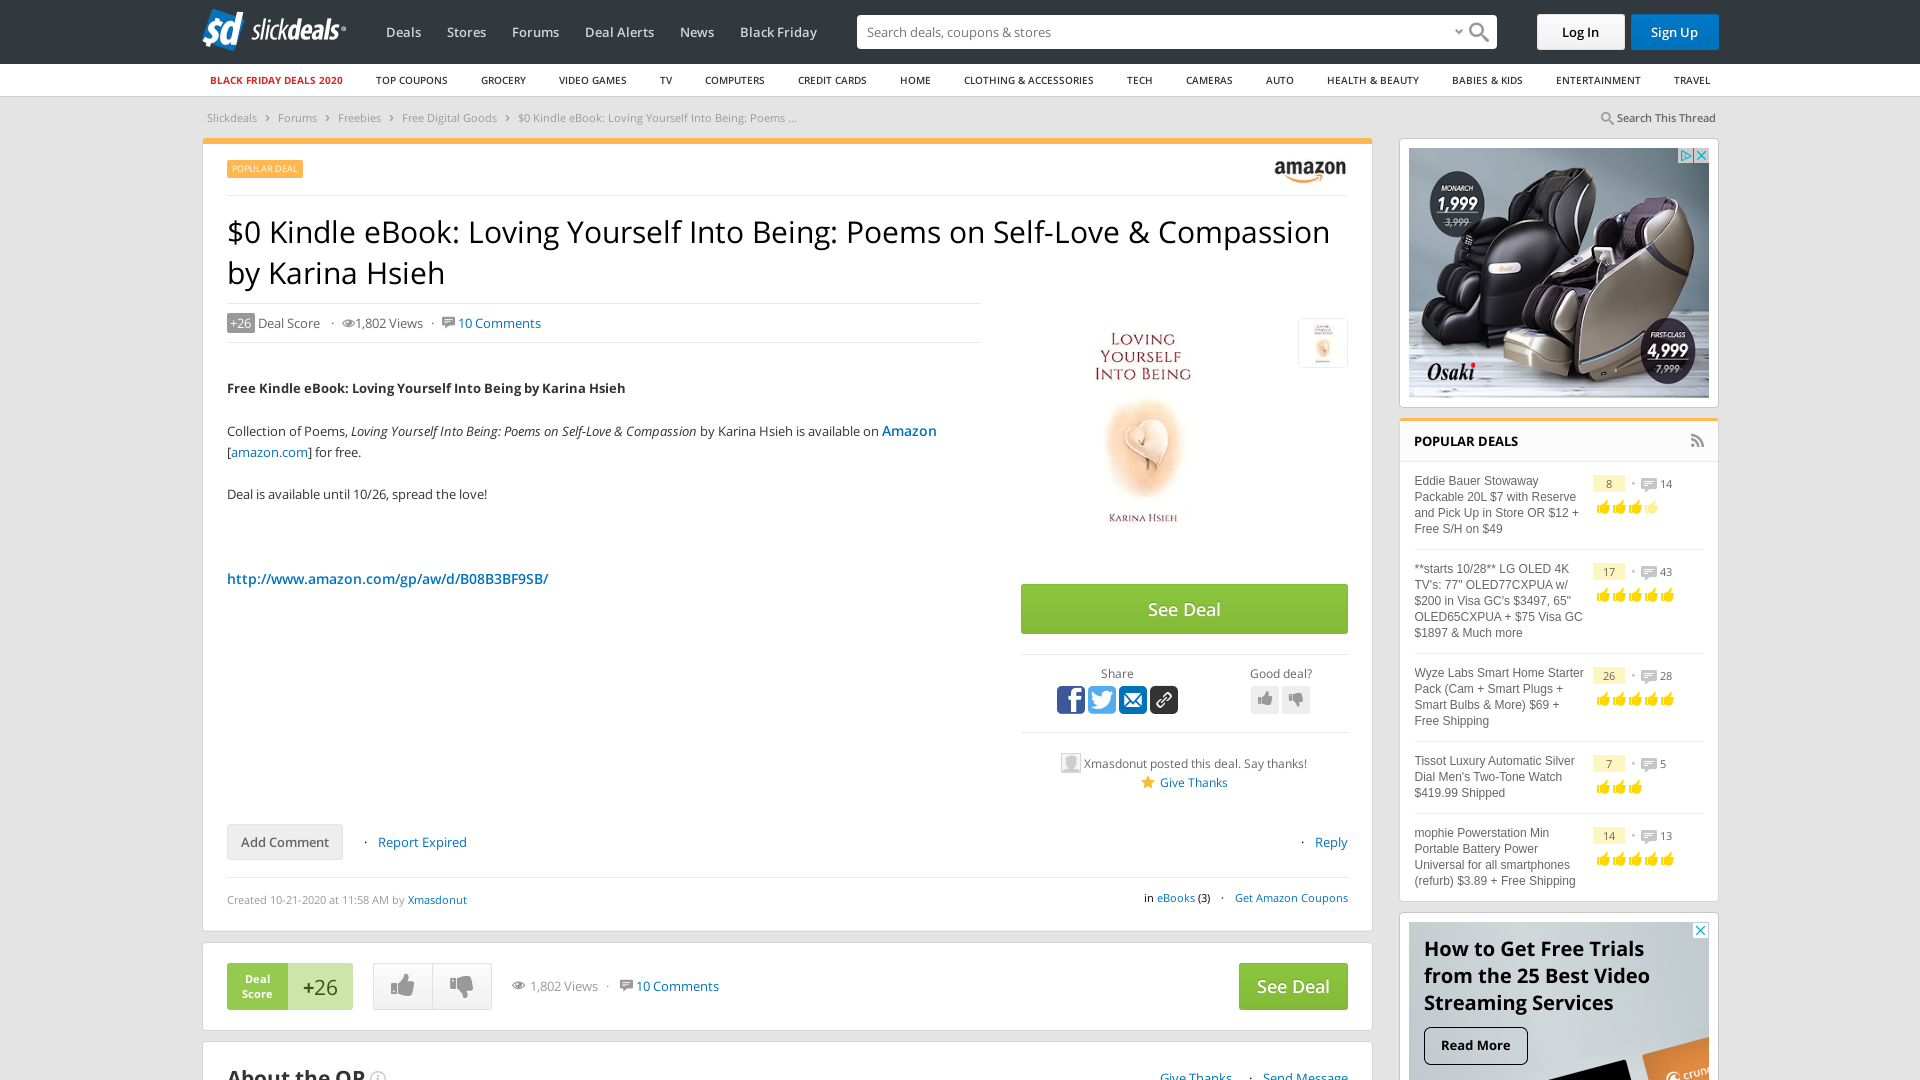 sd slickdeals
Deals Stores Forums Deal Alerts News Black Friday
Search deals, coupons & stores
Log In Sign Up
BLACK FRIDAY DEALS 2020 TOP COUPONS GROCERY VIDEO GAMES TV COMPUTERS CREDIT CARDS HOME CLOTHING & ACCESSORIES TECH CAMERAS AUTO HEALTH & BEAUTY BABIES & KIDS ENTERTAINMENT TRAVEL
Slickdeals › Forums › Freebies › Free Digital Goods › $0 Kindle eBook: Loving Yourself Into Being: Poems ...
Search This Thread
POPULAR DEAL
amazon
$0 Kindle eBook: Loving Yourself Into Being: Poems on Self-Love & Compassion
by Karina Hsieh
+26 Deal Score · 1,802 Views · 10 Comments
Free Kindle eBook: Loving Yourself Into Being by Karina Hsieh
Collection of Poems, Loving Yourself Into Being: Poems on Self-Love & Compassion by Karina Hsieh is available on Amazon
[amazon.com] for free.
Deal is available until 10/26, spread the love!
http://www.amazon.com/gp/aw/d/B08B3BF9SB/
LOVING
YOURSELF
INTO BEING
KARINA HSIEH
See Deal
Share Good deal?
Xmasdonut posted this deal. Say thanks!
Give Thanks
Add Comment · Report Expired · Reply
Created 10-21-2020 at 11:58 AM by Xmasdonut
in eBooks (3) · Get Amazon Coupons
Deal
Score
+26
1,802 Views · 10 Comments
See Deal
About the OP
Give Thanks · Send Message
MONARCH
1,999
3,999
Osaki
FIRST-CLASS
4,999
7,999
Osaki
POPULAR DEALS
Eddie Bauer Stowaway
Packable 20L $7 with Reserve
and Pick Up in Store OR $12 +
Free S/H on $49
8 • 14
**starts 10/28** LG OLED 4K
TV's: 77" OLED77CXPUA w/
$200 in Visa GC's $3497, 65"
OLED65CXPUA + $75 Visa GC
$1897 & Much more
17 • 43
Wyze Labs Smart Home Starter
Pack (Cam + Smart Plugs +
Smart Bulbs & More) $69 +
Free Shipping
26 • 28
Tissot Luxury Automatic Silver
Dial Men's Two-Tone Watch
$419.99 Shipped
7 • 5
mophie Powerstation Min
Portable Battery Power
Universal for all smartphones
(refurb) $3.89 + Free Shipping
14 • 13
How to Get Free Trials
from the 25 Best Video
Streaming Services
Read More